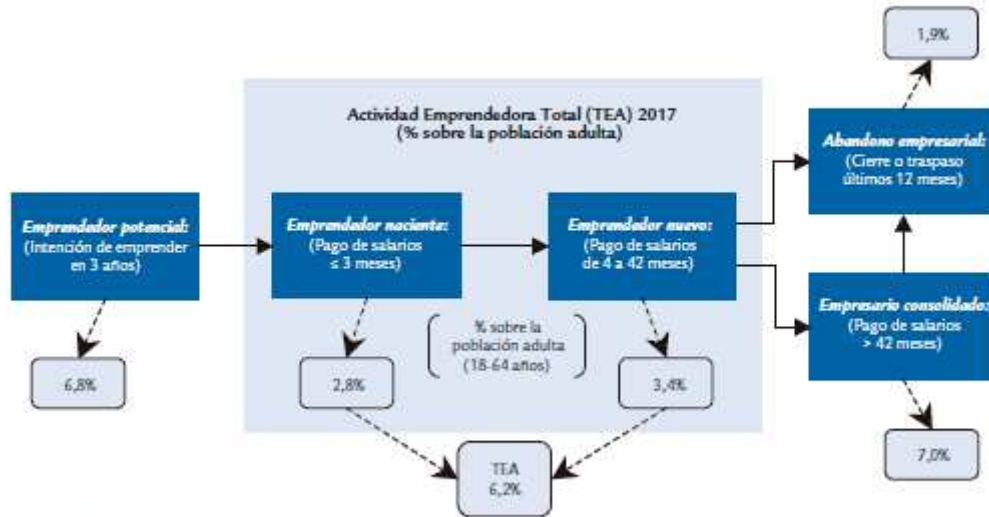 1,9%
Actividad Emprendedora Total (TEA) 2017
(% sobre la población adulta)
Abandono empresarial:
(Cierre o traspaso
últimos 12 meses)
Emprendedor potencial:
(Intención de emprender
en 3 años)
Emprendedor naciente:
(Pago de salarios
≤ 3 meses)
Emprendedor nuevo:
(Pago de salarios
de 4 a 42 meses)
Empresario consolidado:
(Pago de salarios
> 42 meses)
% sobre la
población adulta
(18-64 años)
6,8%
2,8%
3,4%
7,0%
TEA
6,2%